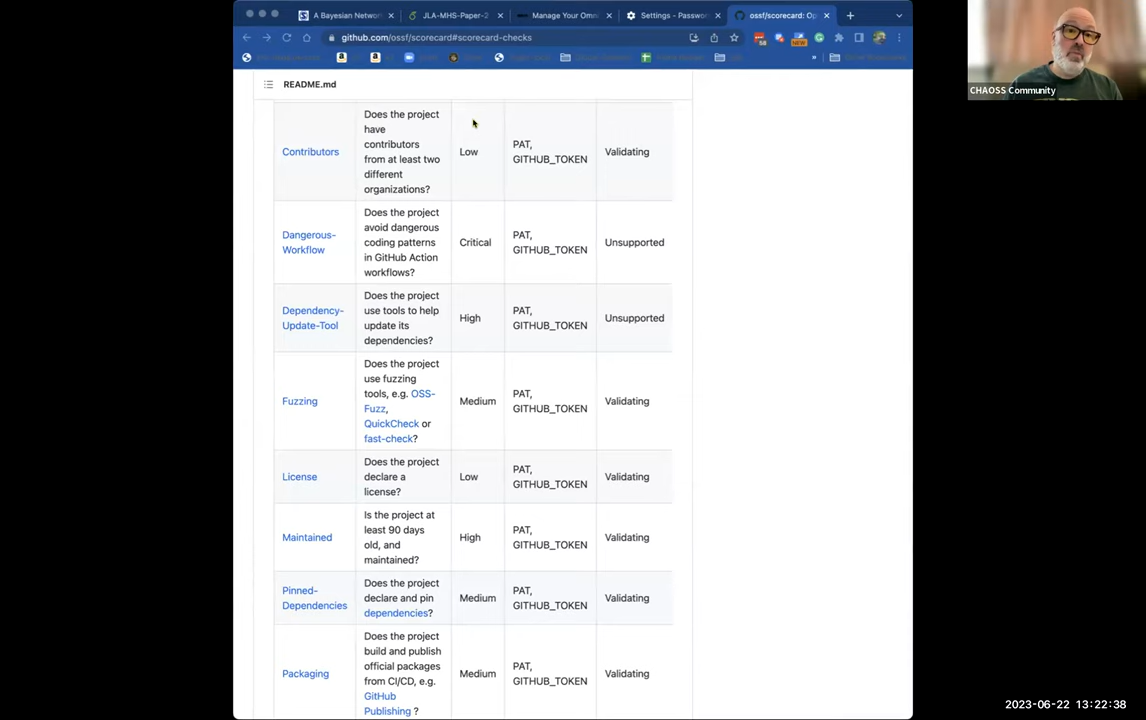 A Bayesian Networ
JLA-MHS-Paper-2
Manage Your Omni
Settings - Passwor
ossf/scorecard: Op
github.com/ossf/scorecard#scorecard-checks
58
NEW
README.md
CHAOSS Community
Contributors
Does the project
have
contributors
from at least two
different
organizations?
Low
PAT,
GITHUB_TOKEN
Validating
Dangerous-
Workflow
Does the project
avoid dangerous
coding patterns
in GitHub Action
workflows?
Critical
PAT,
GITHUB_TOKEN
Unsupported
Dependency-
Update-Tool
Does the project
use tools to help
update its
dependencies?
High
PAT,
GITHUB_TOKEN
Unsupported
Fuzzing
Does the project
use fuzzing
tools, e.g. OSS-
Fuzz,
QuickCheck or
fast-check?
Medium
PAT,
GITHUB_TOKEN
Validating
License
Does the project
declare a
license?
Low
PAT,
GITHUB_TOKEN
Validating
Maintained
Is the project at
least 90 days
old, and
maintained?
High
PAT,
GITHUB_TOKEN
Validating
Pinned-
Dependencies
Does the project
declare and pin
dependencies?
Medium
PAT,
GITHUB_TOKEN
Validating
Packaging
Does the project
build and publish
official packages
from CI/CD, e.g.
GitHub
Publishing ?
Medium
PAT,
GITHUB_TOKEN
Validating
2023-06-22 13:22:38